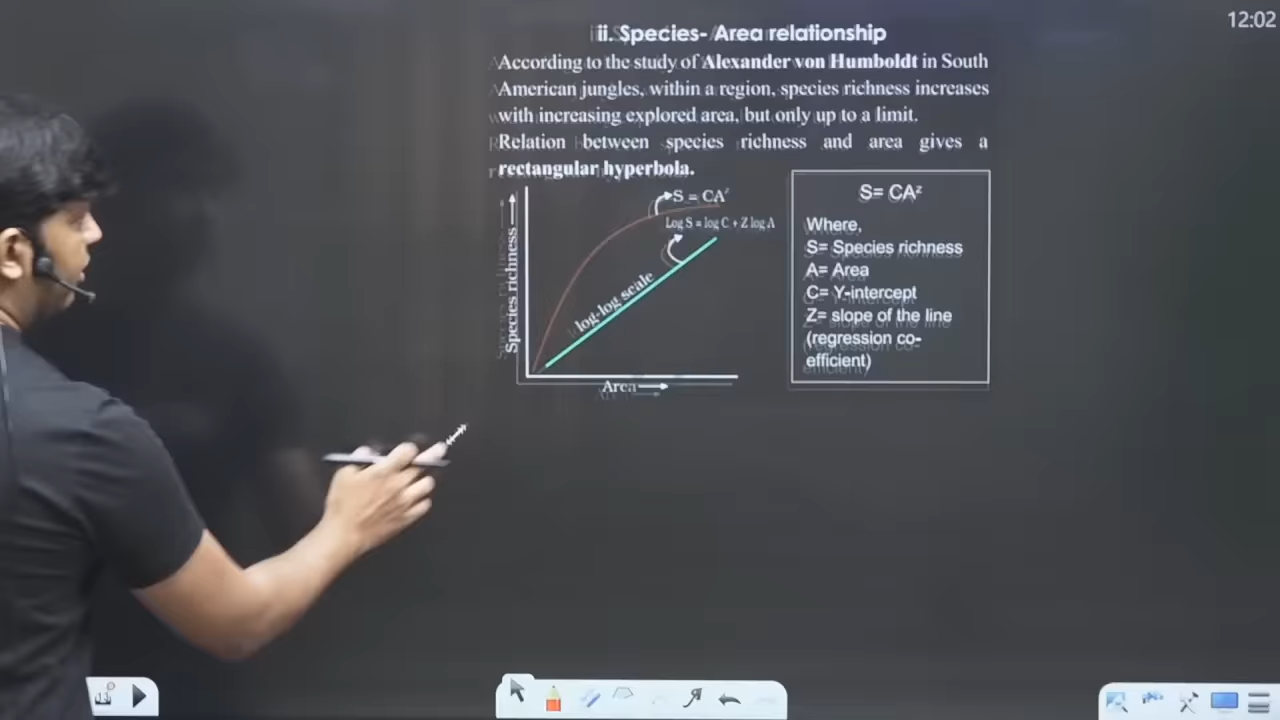 12:02
ii. Species- Area relationship
According to the study of Alexander von Humboldt in South
American jungles, within a region, species richness increases
with increasing explored area, but only up to a limit.
Relation between species richness and area gives a
rectangular hyperbola.
S = CAᶻ
Log S = log C + Z log A
log-log scale
Species richness
Area
S= CAᶻ
Where,
S= Species richness
A= Area
C= Y-intercept
Z= slope of the line
(regression co-
efficient)